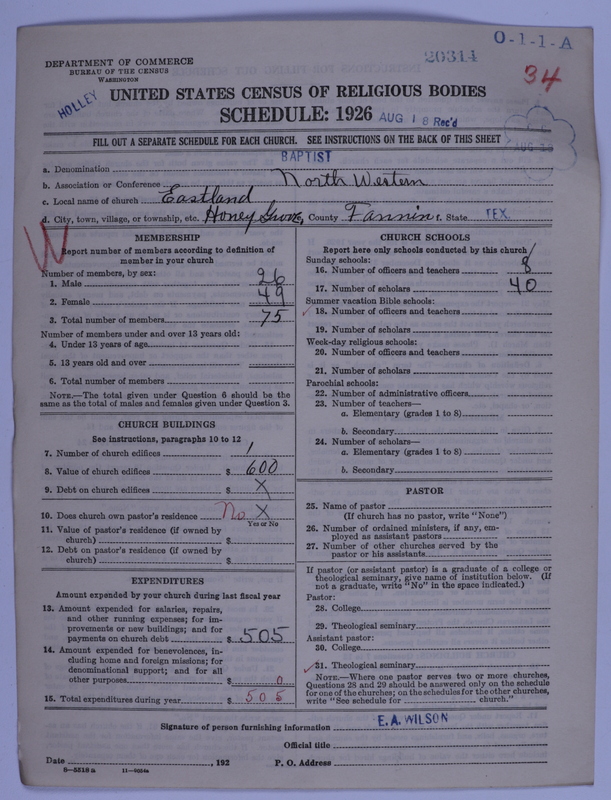 O-1-1-A
20314
34
DEPARTMENT OF COMMERCE
BUREAU OF THE CENSUS
WASHINGTON
HOLLEY
UNITED STATES CENSUS OF RELIGIOUS BODIES
SCHEDULE: 1926 AUG 18 Rec'd
FILL OUT A SEPARATE SCHEDULE FOR EACH CHURCH. SEE INSTRUCTIONS ON THE BACK OF THIS SHEET
a. Denomination BAPTIST
b. Association or Conference North Western
c. Local name of church Eastland
d. City, town, village, or township, etc. Honey Grove, County Fannin f. State TEX.
W
MEMBERSHIP
Report number of members according to definition of
member in your church
Number of members, by sex:
1. Male 26
2. Female 49
3. Total number of members 75
Number of members under and over 13 years old:
4. Under 13 years of age
5. 13 years old and over
6. Total number of members
NOTE.—The total given under Question 6 should be the
same as the total of males and females given under Question 3.
CHURCH BUILDINGS
See instructions, paragraphs 10 to 12
7. Number of church edifices 1
8. Value of church edifices $ 600
9. Debt on church edifices $ X
10. Does church own pastor's residence No X
Yes or No
11. Value of pastor's residence (if owned by
church) $
12. Debt on pastor's residence (if owned by
church) $
EXPENDITURES
Amount expended by your church during last fiscal year
13. Amount expended for salaries, repairs,
and other running expenses; for im-
provements or new buildings; and for
payments on church debt $ 505
14. Amount expended for benevolences, in-
cluding home and foreign missions; for
denominational support; and for all
other purposes $ 0
15. Total expenditures during year $ 505
CHURCH SCHOOLS
Report here only schools conducted by this church
Sunday schools:
16. Number of officers and teachers 8
17. Number of scholars 40
Summer vacation Bible schools:
18. Number of officers and teachers
19. Number of scholars
Week-day religious schools:
20. Number of officers and teachers
21. Number of scholars
Parochial schools:
22. Number of administrative officers
23. Number of teachers—
a. Elementary (grades 1 to 8)
b. Secondary
24. Number of scholars—
a. Elementary (grades 1 to 8)
b. Secondary
PASTOR
25. Name of pastor
(If church has no pastor, write "None")
26. Number of ordained ministers, if any, em-
ployed as assistant pastors
27. Number of other churches served by the
pastor or his assistants
If pastor (or assistant pastor) is a graduate of a college or
theological seminary, give name of institution below. (If
not a graduate, write "No" in the space indicated.)
Pastor:
28. College
29. Theological seminary
Assistant pastor:
30. College
31. Theological seminary
NOTE.—Where one pastor serves two or more churches,
Questions 28 and 29 should be answered only on the schedule
for one of the churches; on the schedules for the other churches,
write "See schedule for church."
Signature of person furnishing information E. A. WILSON
Official title
Date , 192 P. O. Address
8-5518a 11-9054a